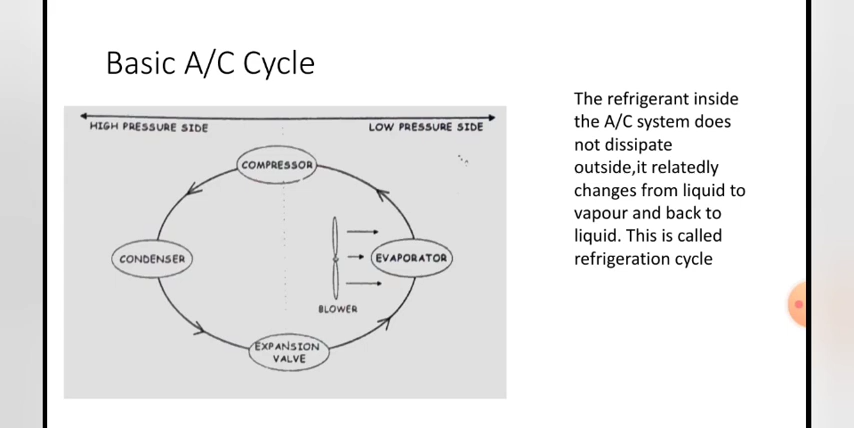 Basic A/C Cycle
HIGH PRESSURE SIDE
LOW PRESSURE SIDE
COMPRESSOR
CONDENSER
EVAPORATOR
BLOWER
EXPANSION
VALVE
The refrigerant inside
the A/C system does
not dissipate
outside,it relatedly
changes from liquid to
vapour and back to
liquid. This is called
refrigeration cycle